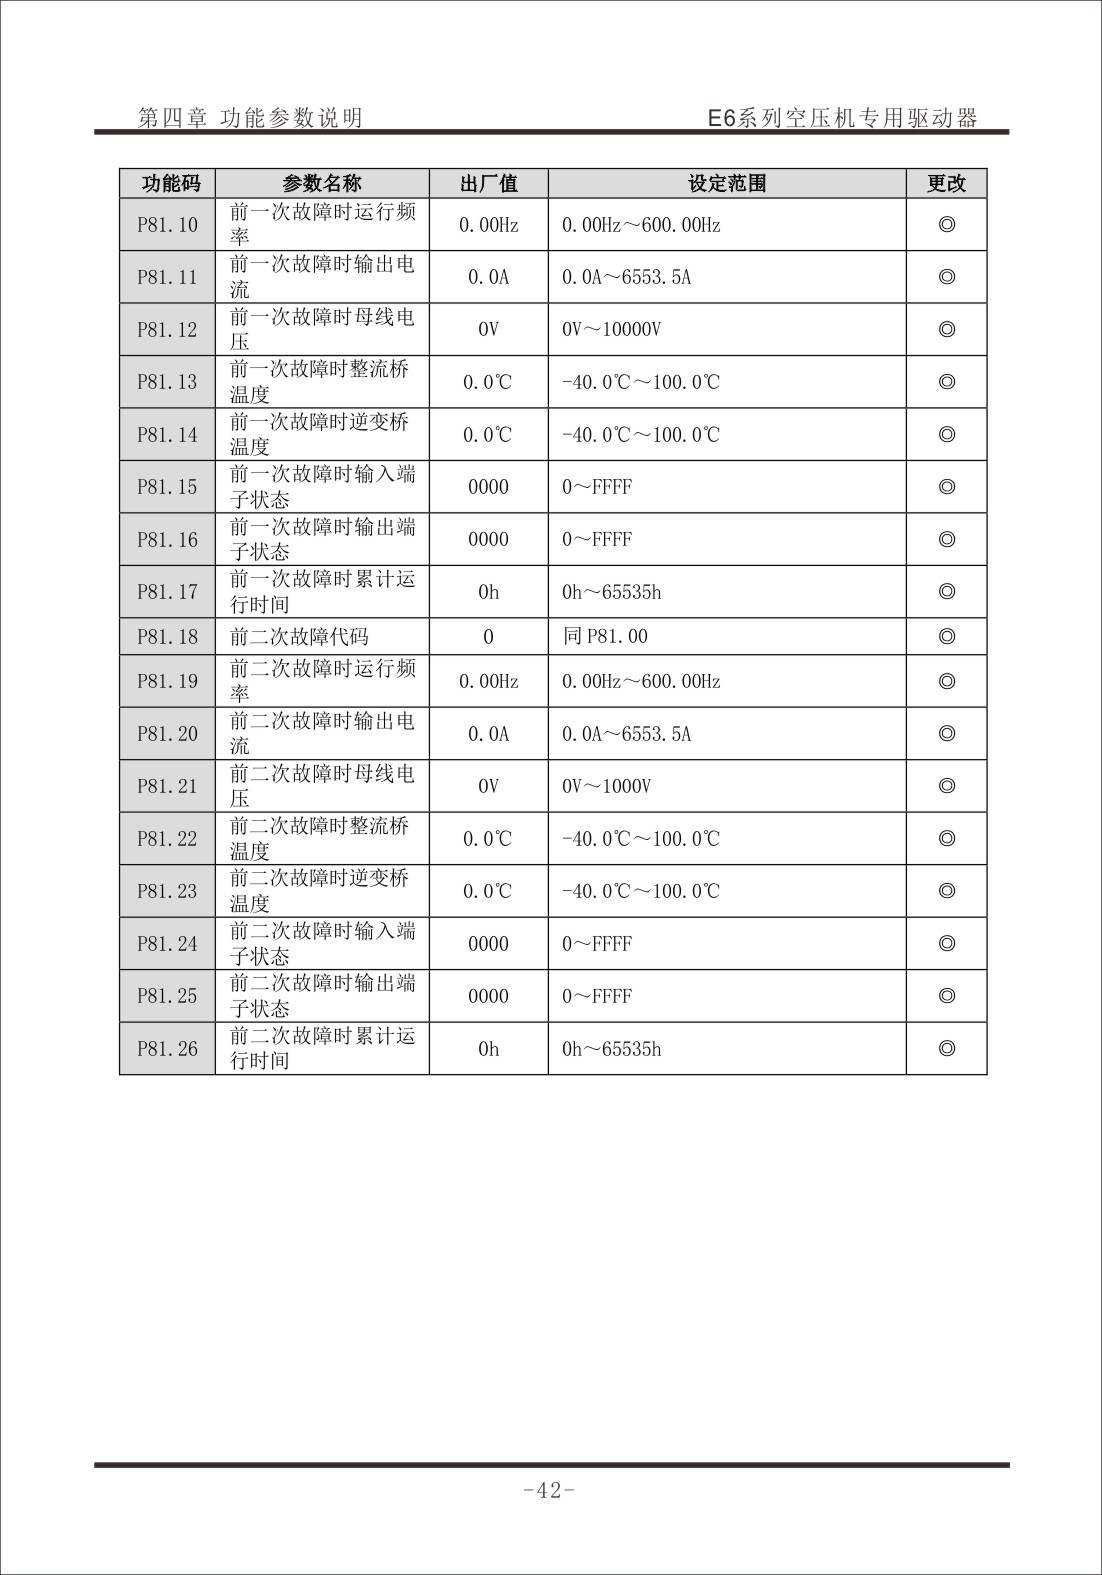 第四章 功能参数说明 E6系列空压机专用驱动器
功能码 参数名称 出厂值 设定范围 更改
P81.10 前一次故障时运行频率 0.00Hz 0.00Hz～600.00Hz ◎
P81.11 前一次故障时输出电流 0.0A 0.0A～6553.5A ◎
P81.12 前一次故障时母线电压 0V 0V～10000V ◎
P81.13 前一次故障时整流桥温度 0.0℃ -40.0℃～100.0℃ ◎
P81.14 前一次故障时逆变桥温度 0.0℃ -40.0℃～100.0℃ ◎
P81.15 前一次故障时输入端子状态 0000 0～FFFF ◎
P81.16 前一次故障时输出端子状态 0000 0～FFFF ◎
P81.17 前一次故障时累计运行时间 0h 0h～65535h ◎
P81.18 前二次故障代码 0 同 P81.00 ◎
P81.19 前二次故障时运行频率 0.00Hz 0.00Hz～600.00Hz ◎
P81.20 前二次故障时输出电流 0.0A 0.0A～6553.5A ◎
P81.21 前二次故障时母线电压 0V 0V～1000V ◎
P81.22 前二次故障时整流桥温度 0.0℃ -40.0℃～100.0℃ ◎
P81.23 前二次故障时逆变桥温度 0.0℃ -40.0℃～100.0℃ ◎
P81.24 前二次故障时输入端子状态 0000 0～FFFF ◎
P81.25 前二次故障时输出端子状态 0000 0～FFFF ◎
P81.26 前二次故障时累计运行时间 0h 0h～65535h ◎
-42-